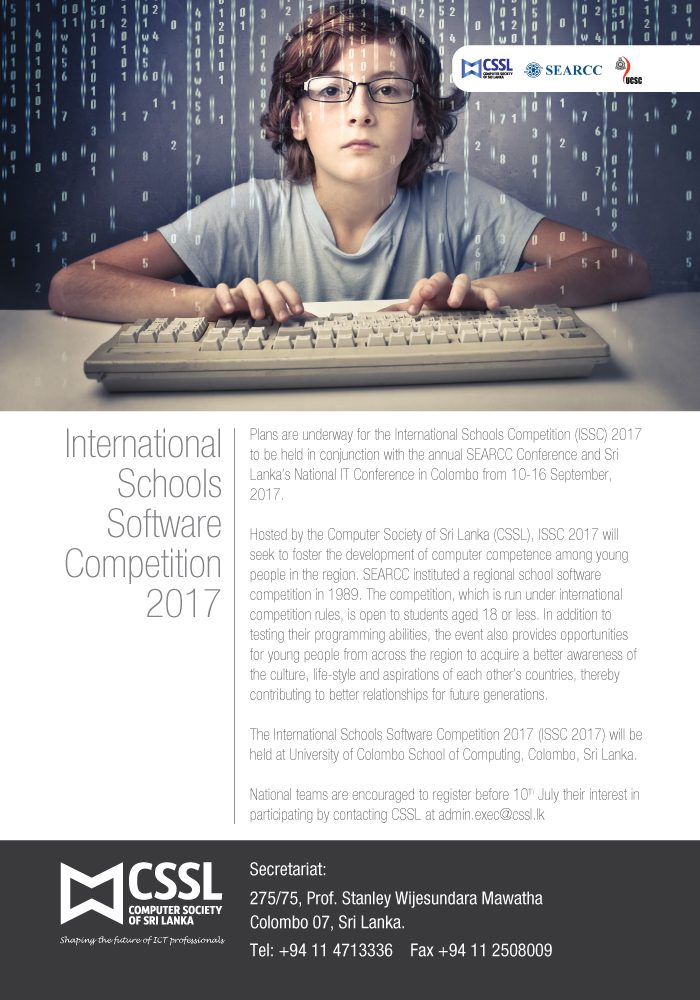 CSSL
COMPUTER SOCIETY
OF SRI LANKA
SEARCC
ucsc
International
Schools
Software
Competition
2017
Plans are underway for the International Schools Competition (ISSC) 2017
to be held in conjunction with the annual SEARCC Conference and Sri
Lanka's National IT Conference in Colombo from 10-16 September,
2017.
Hosted by the Computer Society of Sri Lanka (CSSL), ISSC 2017 will
seek to foster the development of computer competence among young
people in the region. SEARCC instituted a regional school software
competition in 1989. The competition, which is run under international
competition rules, is open to students aged 18 or less. In addition to
testing their programming abilities, the event also provides opportunities
for young people from across the region to acquire a better awareness of
the culture, life-style and aspirations of each other's countries, thereby
contributing to better relationships for future generations.
The International Schools Software Competition 2017 (ISSC 2017) will be
held at University of Colombo School of Computing, Colombo, Sri Lanka.
National teams are encouraged to register before 10th July their interest in
participating by contacting CSSL at admin.exec@cssl.lk
CSSL
COMPUTER SOCIETY
OF SRI LANKA
Shaping the future of ICT professionals
Secretariat:
275/75, Prof. Stanley Wijesundara Mawatha
Colombo 07, Sri Lanka.
Tel: +94 11 4713336 Fax +94 11 2508009